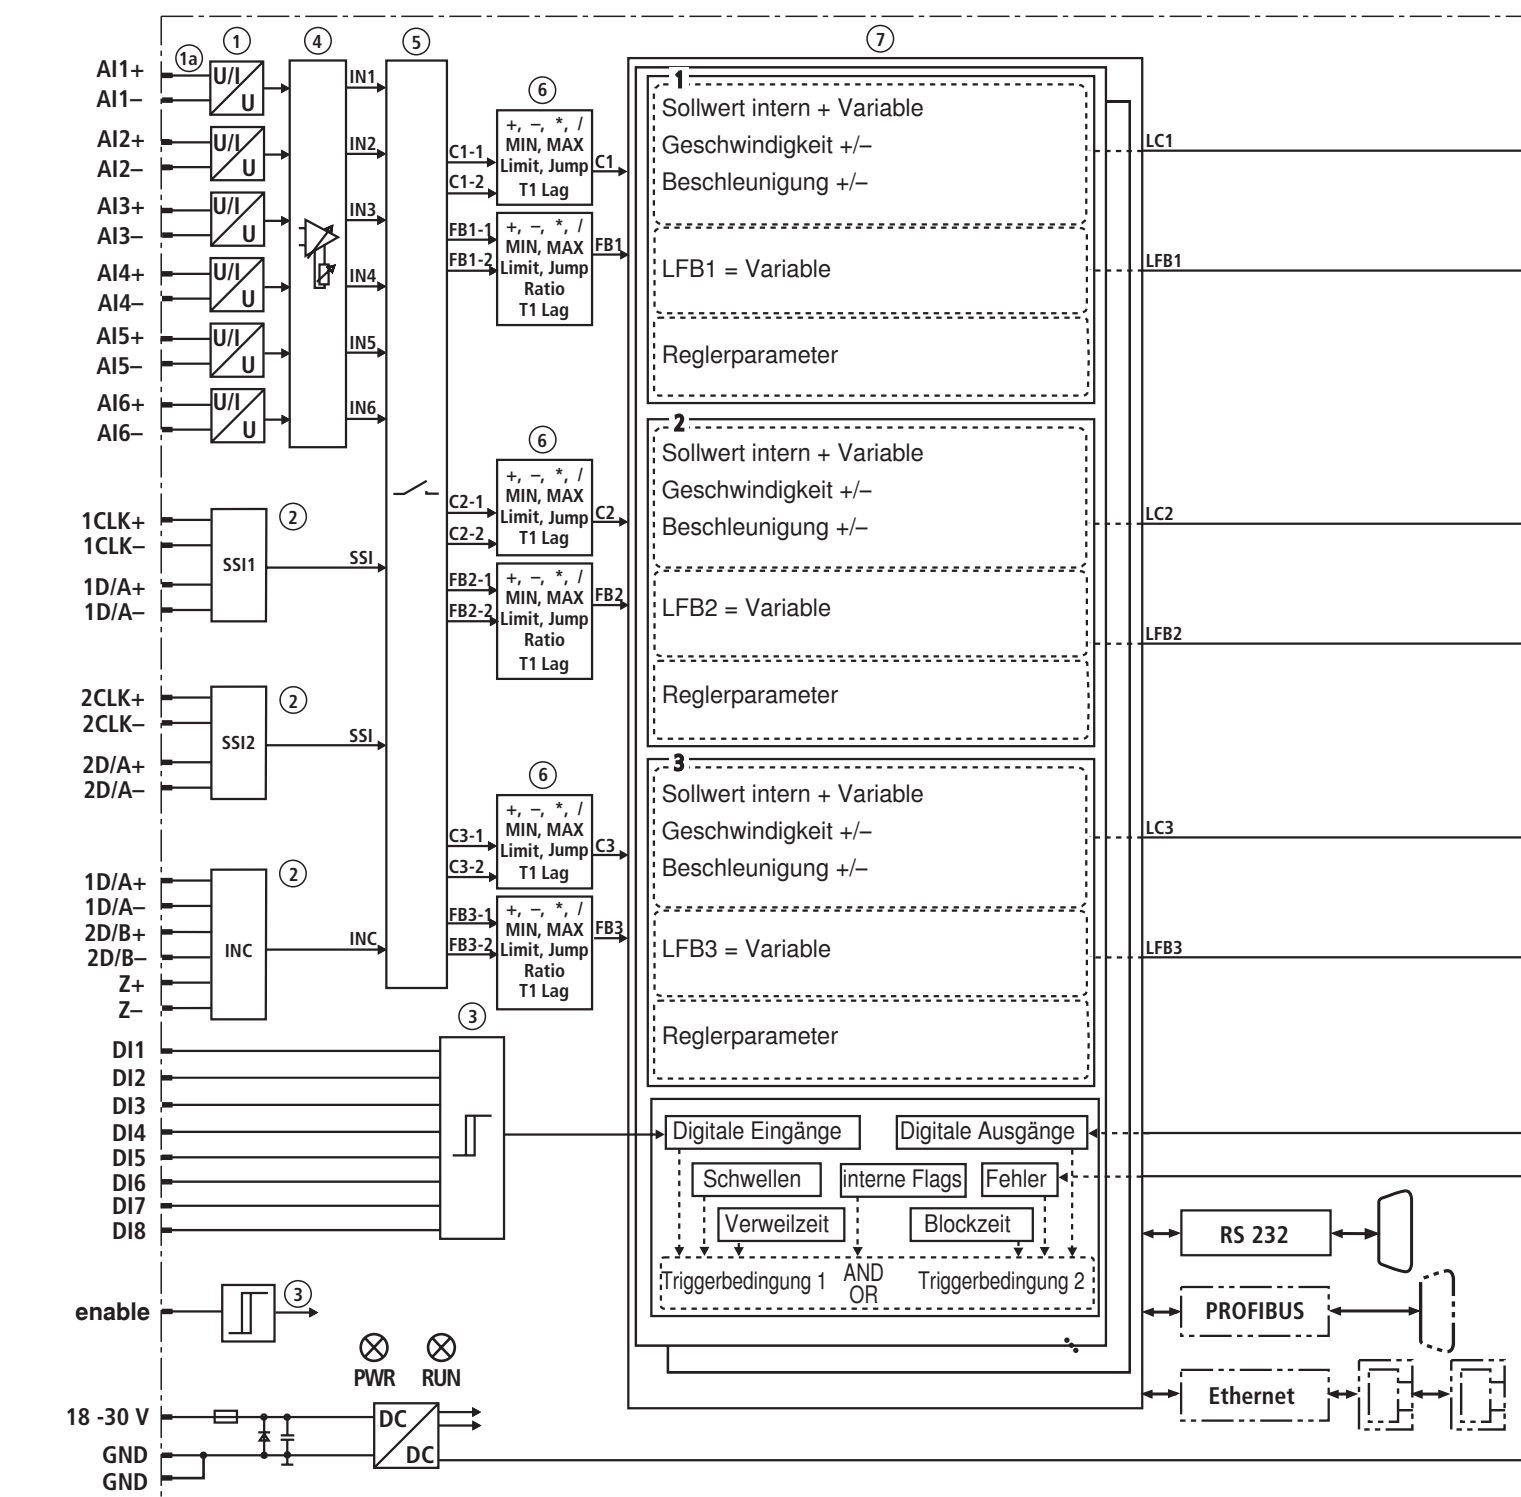 1a
1
4
5
6
7
AI1+
AI1–
AI2+
AI2–
AI3+
AI3–
AI4+
AI4–
AI5+
AI5–
AI6+
AI6–
U/I
U
U/I
U
U/I
U
U/I
U
U/I
U
U/I
U
IN1
IN2
IN3
IN4
IN5
IN6
1CLK+
1CLK–
1D/A+
1D/A–
SSI1
2
SSI
2CLK+
2CLK–
2D/A+
2D/A–
SSI2
2
SSI
1D/A+
1D/A–
2D/B+
2D/B–
Z+
Z–
INC
2
INC
C1-1
C1-2
+, –, *, /
MIN, MAX
Limit, Jump
T1 Lag
C1
FB1-1
FB1-2
+, –, *, /
MIN, MAX
Limit, Jump
Ratio
T1 Lag
FB1
6
C2-1
C2-2
+, –, *, /
MIN, MAX
Limit, Jump
T1 Lag
C2
FB2-1
FB2-2
+, –, *, /
MIN, MAX
Limit, Jump
Ratio
T1 Lag
FB2
6
C3-1
C3-2
+, –, *, /
MIN, MAX
Limit, Jump
T1 Lag
C3
FB3-1
FB3-2
+, –, *, /
MIN, MAX
Limit, Jump
Ratio
T1 Lag
FB3
1
Sollwert intern + Variable
Geschwindigkeit +/–
Beschleunigung +/–
LFB1 = Variable
Reglerparameter
LC1
LFB1
2
Sollwert intern + Variable
Geschwindigkeit +/–
Beschleunigung +/–
LFB2 = Variable
Reglerparameter
LC2
LFB2
3
Sollwert intern + Variable
Geschwindigkeit +/–
Beschleunigung +/–
LFB3 = Variable
Reglerparameter
LC3
LFB3
DI1
DI2
DI3
DI4
DI5
DI6
DI7
DI8
3
Digitale Eingänge
Digitale Ausgänge
Schwellen
interne Flags
Fehler
Verweilzeit
Blockzeit
Triggerbedingung 1
AND
OR
Triggerbedingung 2
enable
3
PWR
RUN
18 -30 V
GND
GND
DC
DC
RS 232
PROFIBUS
Ethernet